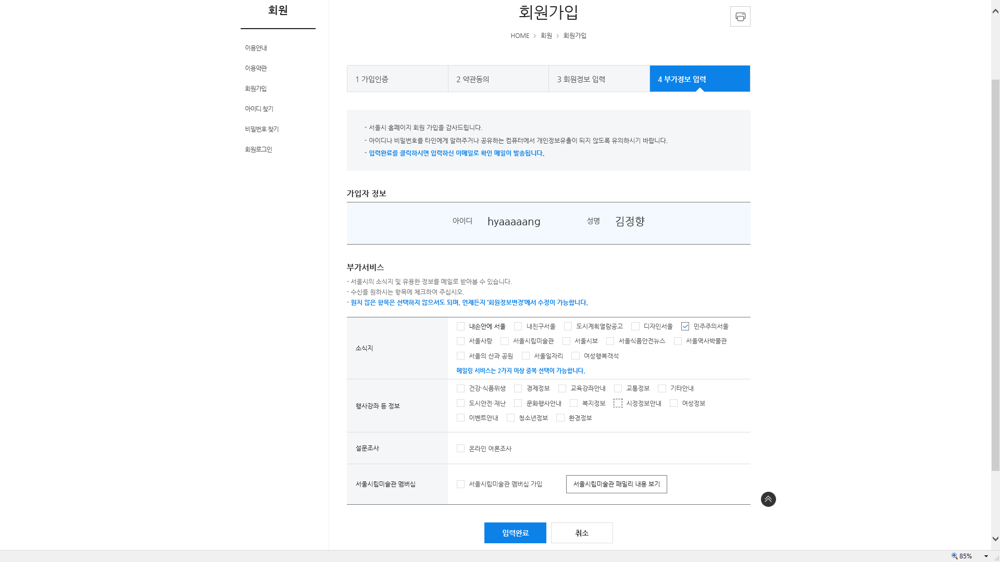 회원
이용안내
이용약관
회원가입
아이디 찾기
비밀번호 찾기
회원로그인
회원가입
HOME > 회원 > 회원가입
1 가입인증
2 약관동의
3 회원정보 입력
4 부가정보 입력
- 서울시 홈페이지 회원 가입을 감사드립니다.
- 아이디나 비밀번호를 타인에게 알려주거나 공유하는 컴퓨터에서 개인정보유출이 되지 않도록 유의하시기 바랍니다.
- 입력완료를 클릭하시면 입력하신 이메일로 확인 메일이 발송됩니다.
가입자 정보
아이디 hyaaaaang 성명 김정향
부가서비스
- 서울시의 소식지 및 유용한 정보를 메일로 받아볼 수 있습니다.
- 수신을 원하시는 항목에 체크하여 주십시오.
- 원치 않은 항목은 선택하지 않으셔도 되며, 언제든지 '회원정보변경'에서 수정이 가능합니다.
소식지
내손안에 서울 내친구서울 도시계획열람공고 디자인서울 민주주의서울
서울사랑 서울시립미술관 서울시보 서울식품안전뉴스 서울역사박물관
서울의 산과 공원 서울일자리 여성행복객석
메일링 서비스는 2가지 이상 중복 선택이 가능합니다.
행사강좌 등 정보
건강·식품위생 경제정보 교육강좌안내 교통정보 기타안내
도시안전·재난 문화행사안내 복지정보 시정정보안내 여성정보
이벤트안내 청소년정보 환경정보
설문조사
온라인 여론조사
서울시립미술관 멤버십
서울시립미술관 멤버십 가입 서울시립미술관 패밀리 내용 보기
입력완료 취소
85%